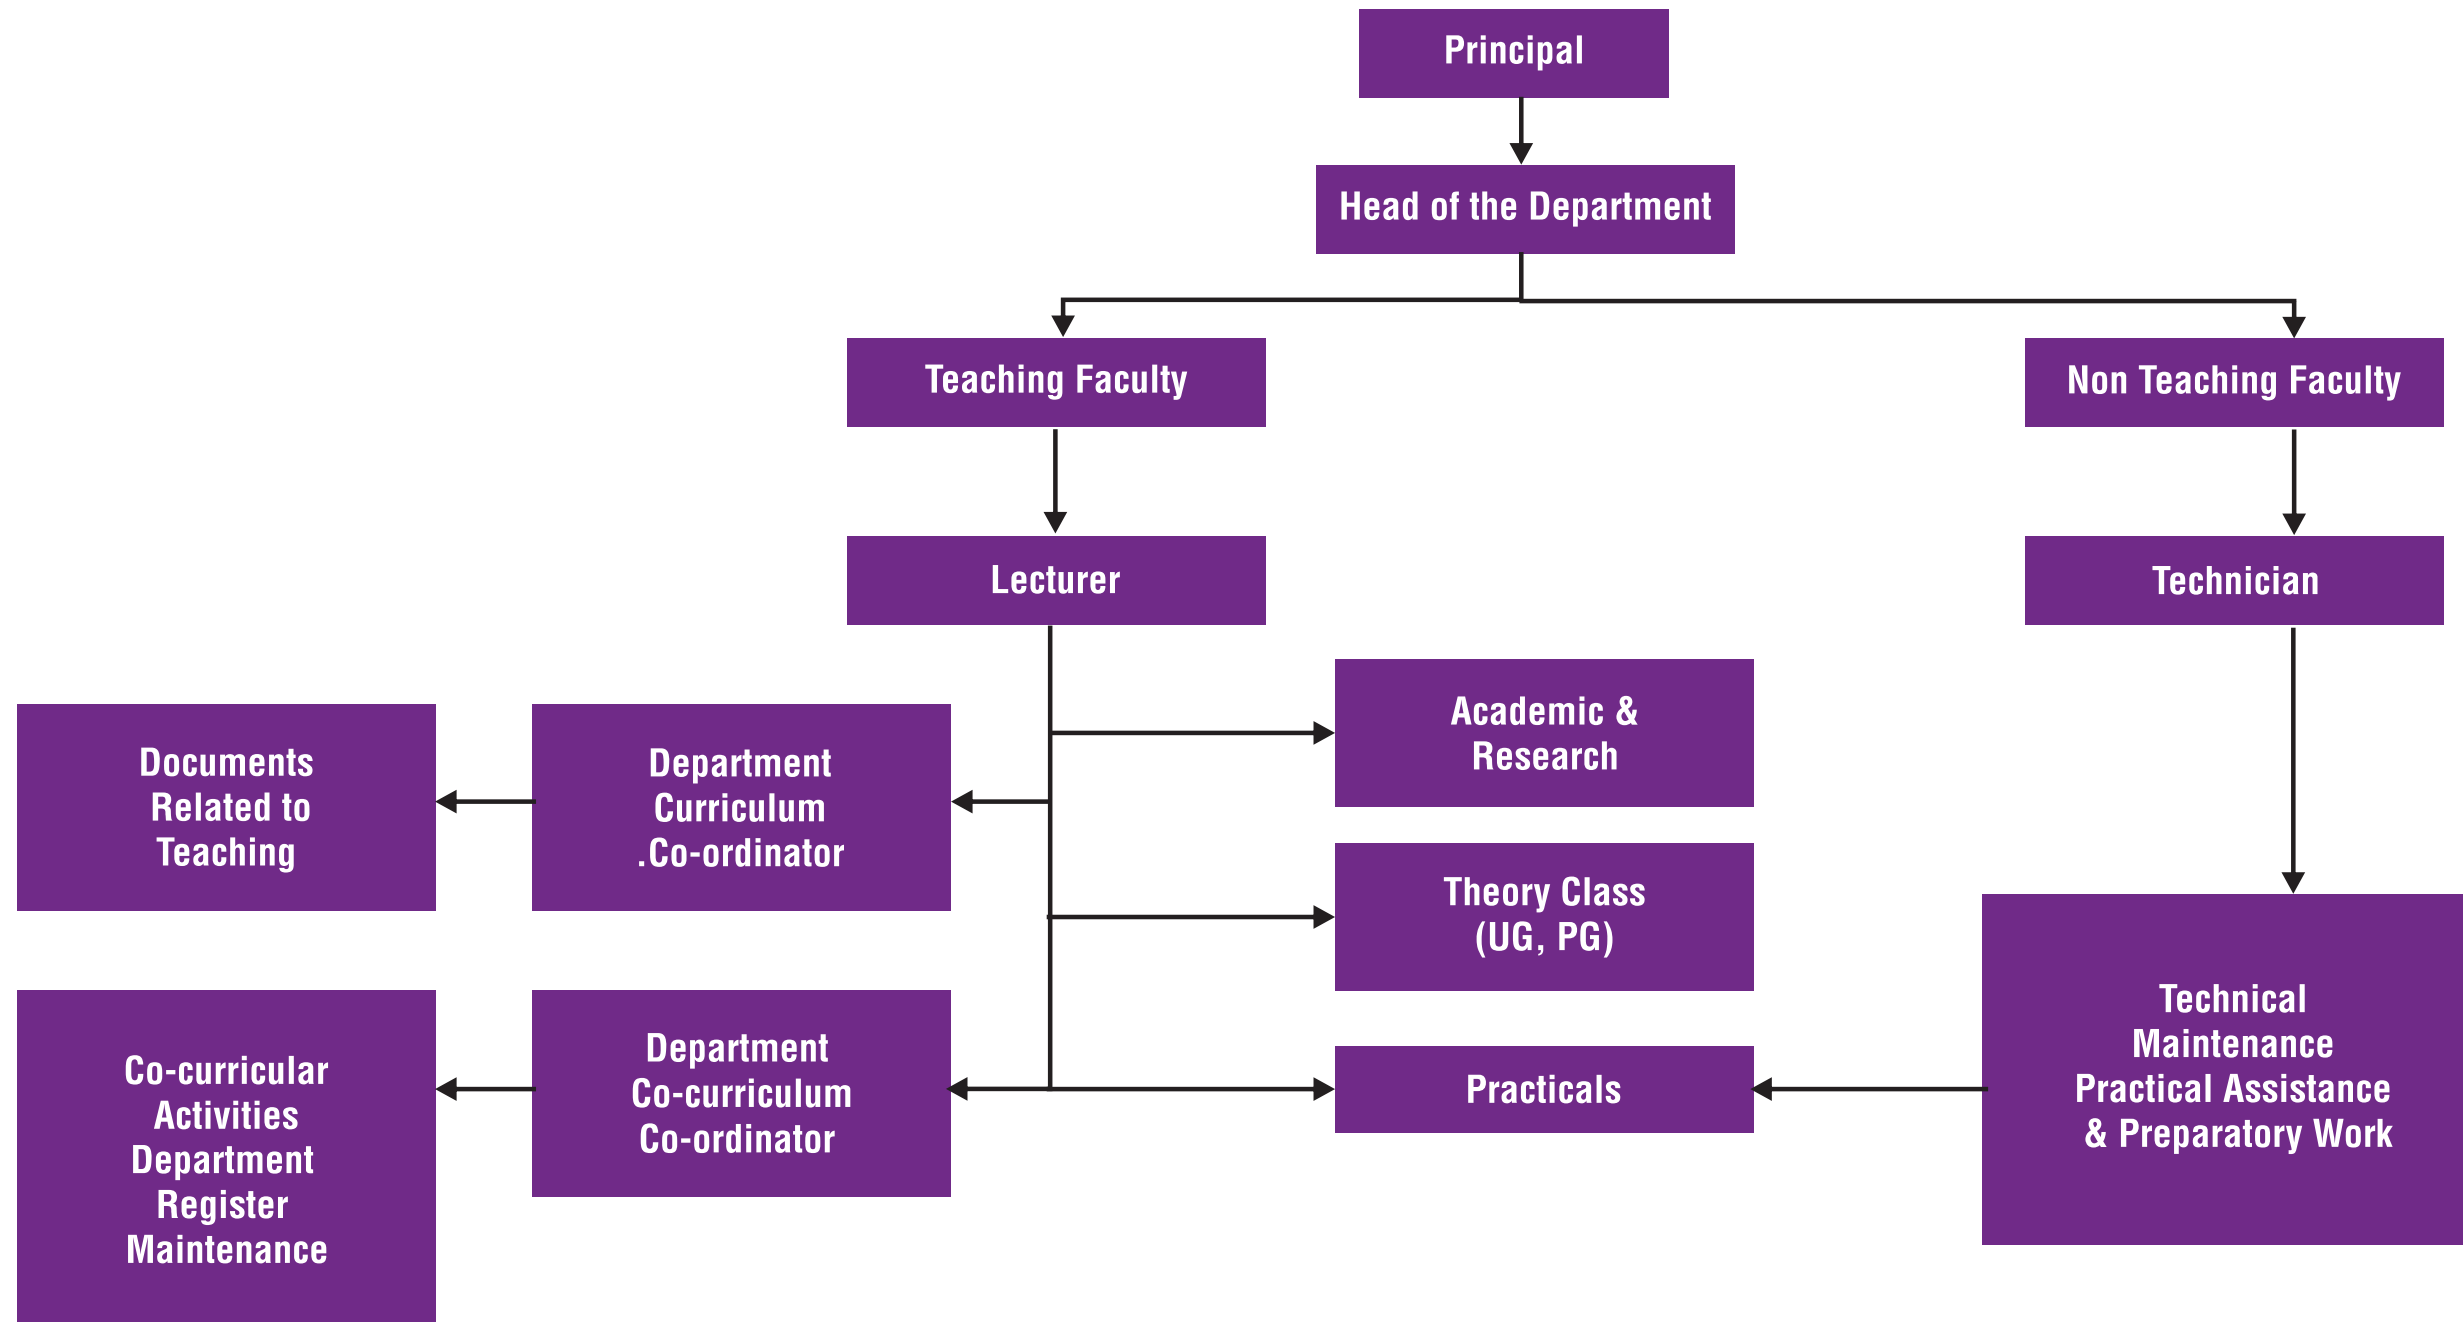 Principal
Head of the Department
Teaching Faculty
Non Teaching Faculty
Lecturer
Technician
Academic &
Research
Documents
Related to
Teaching
Department
Curriculum
.Co-ordinator
Theory Class
(UG, PG)
Co-curricular
Activities
Department
Register
Maintenance
Department
Co-curriculum
Co-ordinator
Practicals
Technical
Maintenance
Practical Assistance
& Preparatory Work